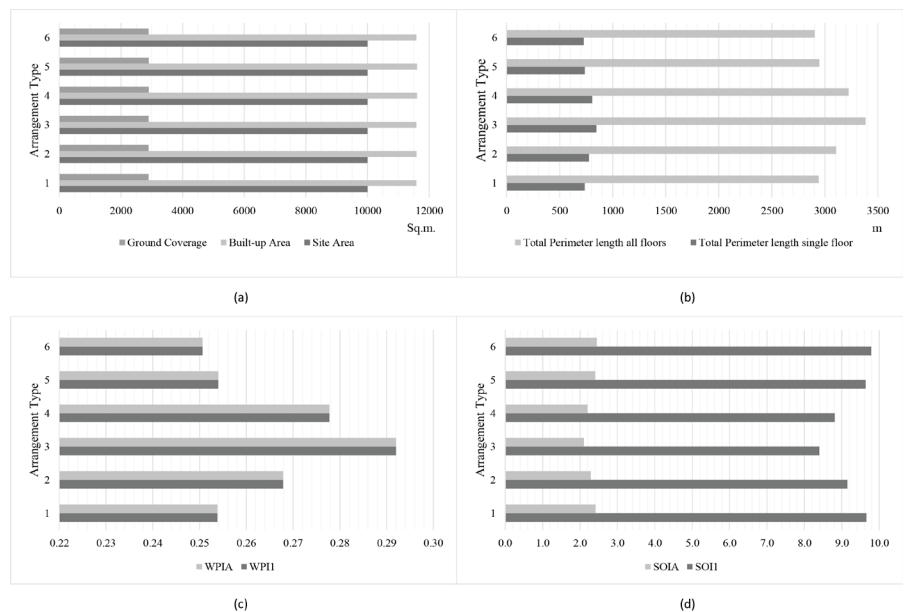 Arrangement Type
6
5
4
3
2
1
0 2000 4000 6000 8000 10000 12000
Sq.m.
Ground Coverage Built-up Area Site Area
(a)
Arrangement Type
6
5
4
3
2
1
0 500 1000 1500 2000 2500 3000 3500
m
Total Perimeter length all floors Total Perimeter length single floor
(b)
Arrangement Type
6
5
4
3
2
1
0.22 0.23 0.24 0.25 0.26 0.27 0.28 0.29 0.30
WPIA WPI1
(c)
Arrangement Type
6
5
4
3
2
1
0.0 1.0 2.0 3.0 4.0 5.0 6.0 7.0 8.0 9.0 10.0
SOIA SOI1
(d)